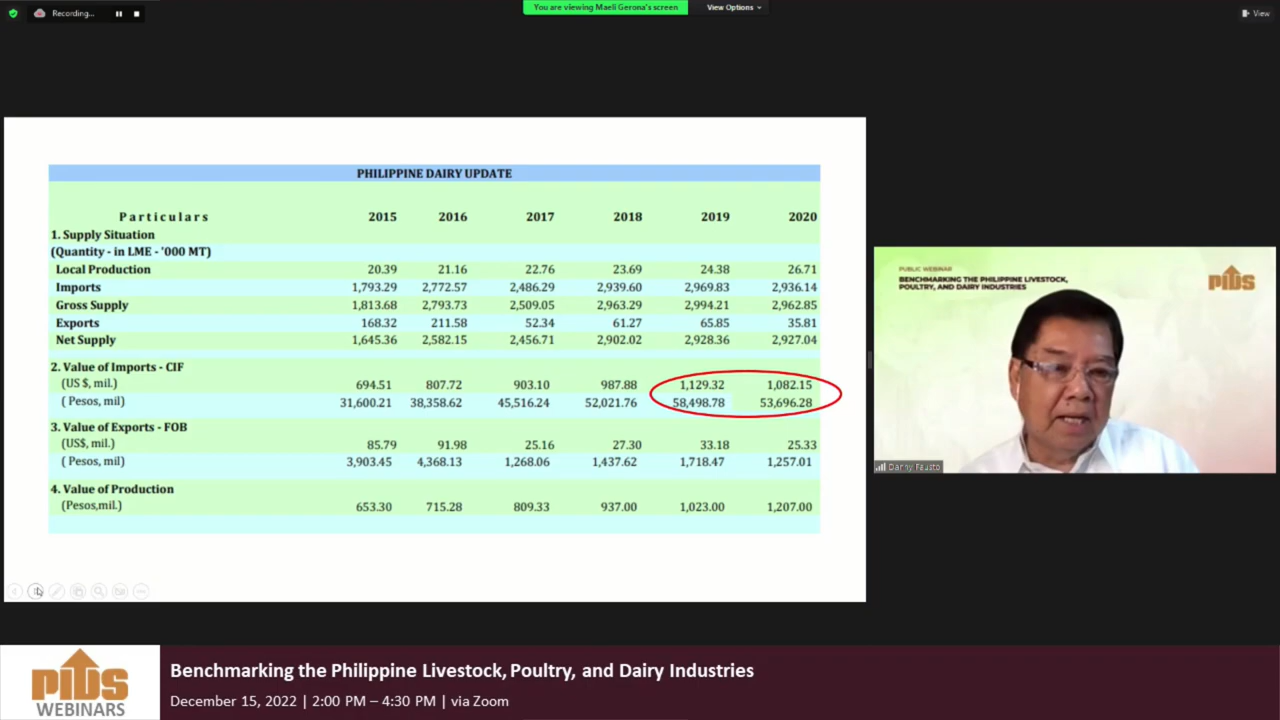 Recording...
You are viewing Maeli Gerona's screen
View Options
View
PHILIPPINE DAIRY UPDATE
Particulars 2015 2016 2017 2018 2019 2020
1. Supply Situation
(Quantity - in LME - '000 MT)
Local Production 20.39 21.16 22.76 23.69 24.38 26.71
Imports 1,793.29 2,772.57 2,486.29 2,939.60 2,969.83 2,936.14
Gross Supply 1,813.68 2,793.73 2,509.05 2,963.29 2,994.21 2,962.85
Exports 168.32 211.58 52.34 61.27 65.85 35.81
Net Supply 1,645.36 2,582.15 2,456.71 2,902.02 2,928.36 2,927.04
2. Value of Imports - CIF
(US $, mil.) 694.51 807.72 903.10 987.88 1,129.32 1,082.15
( Pesos, mil) 31,600.21 38,358.62 45,516.24 52,021.76 58,498.78 53,696.28
3. Value of Exports - FOB
(US$, mil.) 85.79 91.98 25.16 27.30 33.18 25.33
( Pesos, mil) 3,903.45 4,368.13 1,268.06 1,437.62 1,718.47 1,257.01
4. Value of Production
(Pesos,mil.) 653.30 715.28 809.33 937.00 1,023.00 1,207.00
PUBLIC WEBINAR
BENCHMARKING THE PHILIPPINE LIVESTOCK,
POULTRY, AND DAIRY INDUSTRIES
PIDS
Danny Fausto
PIDS
WEBINARS
Benchmarking the Philippine Livestock, Poultry, and Dairy Industries
December 15, 2022 | 2:00 PM – 4:30 PM | via Zoom